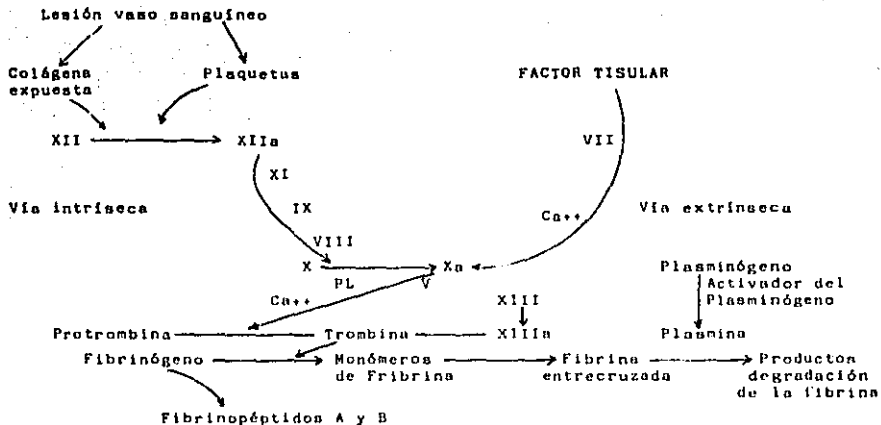 Lesión vaso sanguíneo
Colágena Plaquetus FACTOR TISULAR
expuesta
XII XIIa VII
XI
Vía intríseca IX Ca++ Vía extrínseca
VIII
X Xa Plasminógeno
PL V Activador del
Ca++ XIII Plasminógeno
Protrombina Trombina XIIIa Plasmina
Fibrinógeno Monómeros Fibrina Productos
de Fribrina entrecruzada degradación
de la fibrina
Fibrinopéptidos A y B